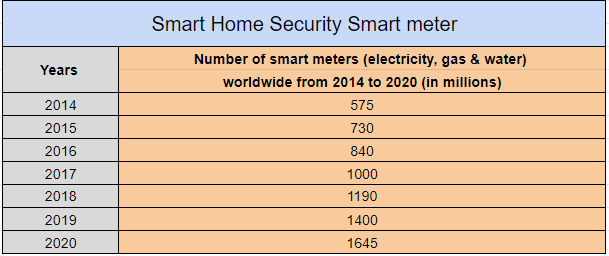 Smart Home Security Smart meter
Years
Number of smart meters (electricity, gas & water)
worldwide from 2014 to 2020 (in millions)
2014 575
2015 730
2016 840
2017 1000
2018 1190
2019 1400
2020 1645